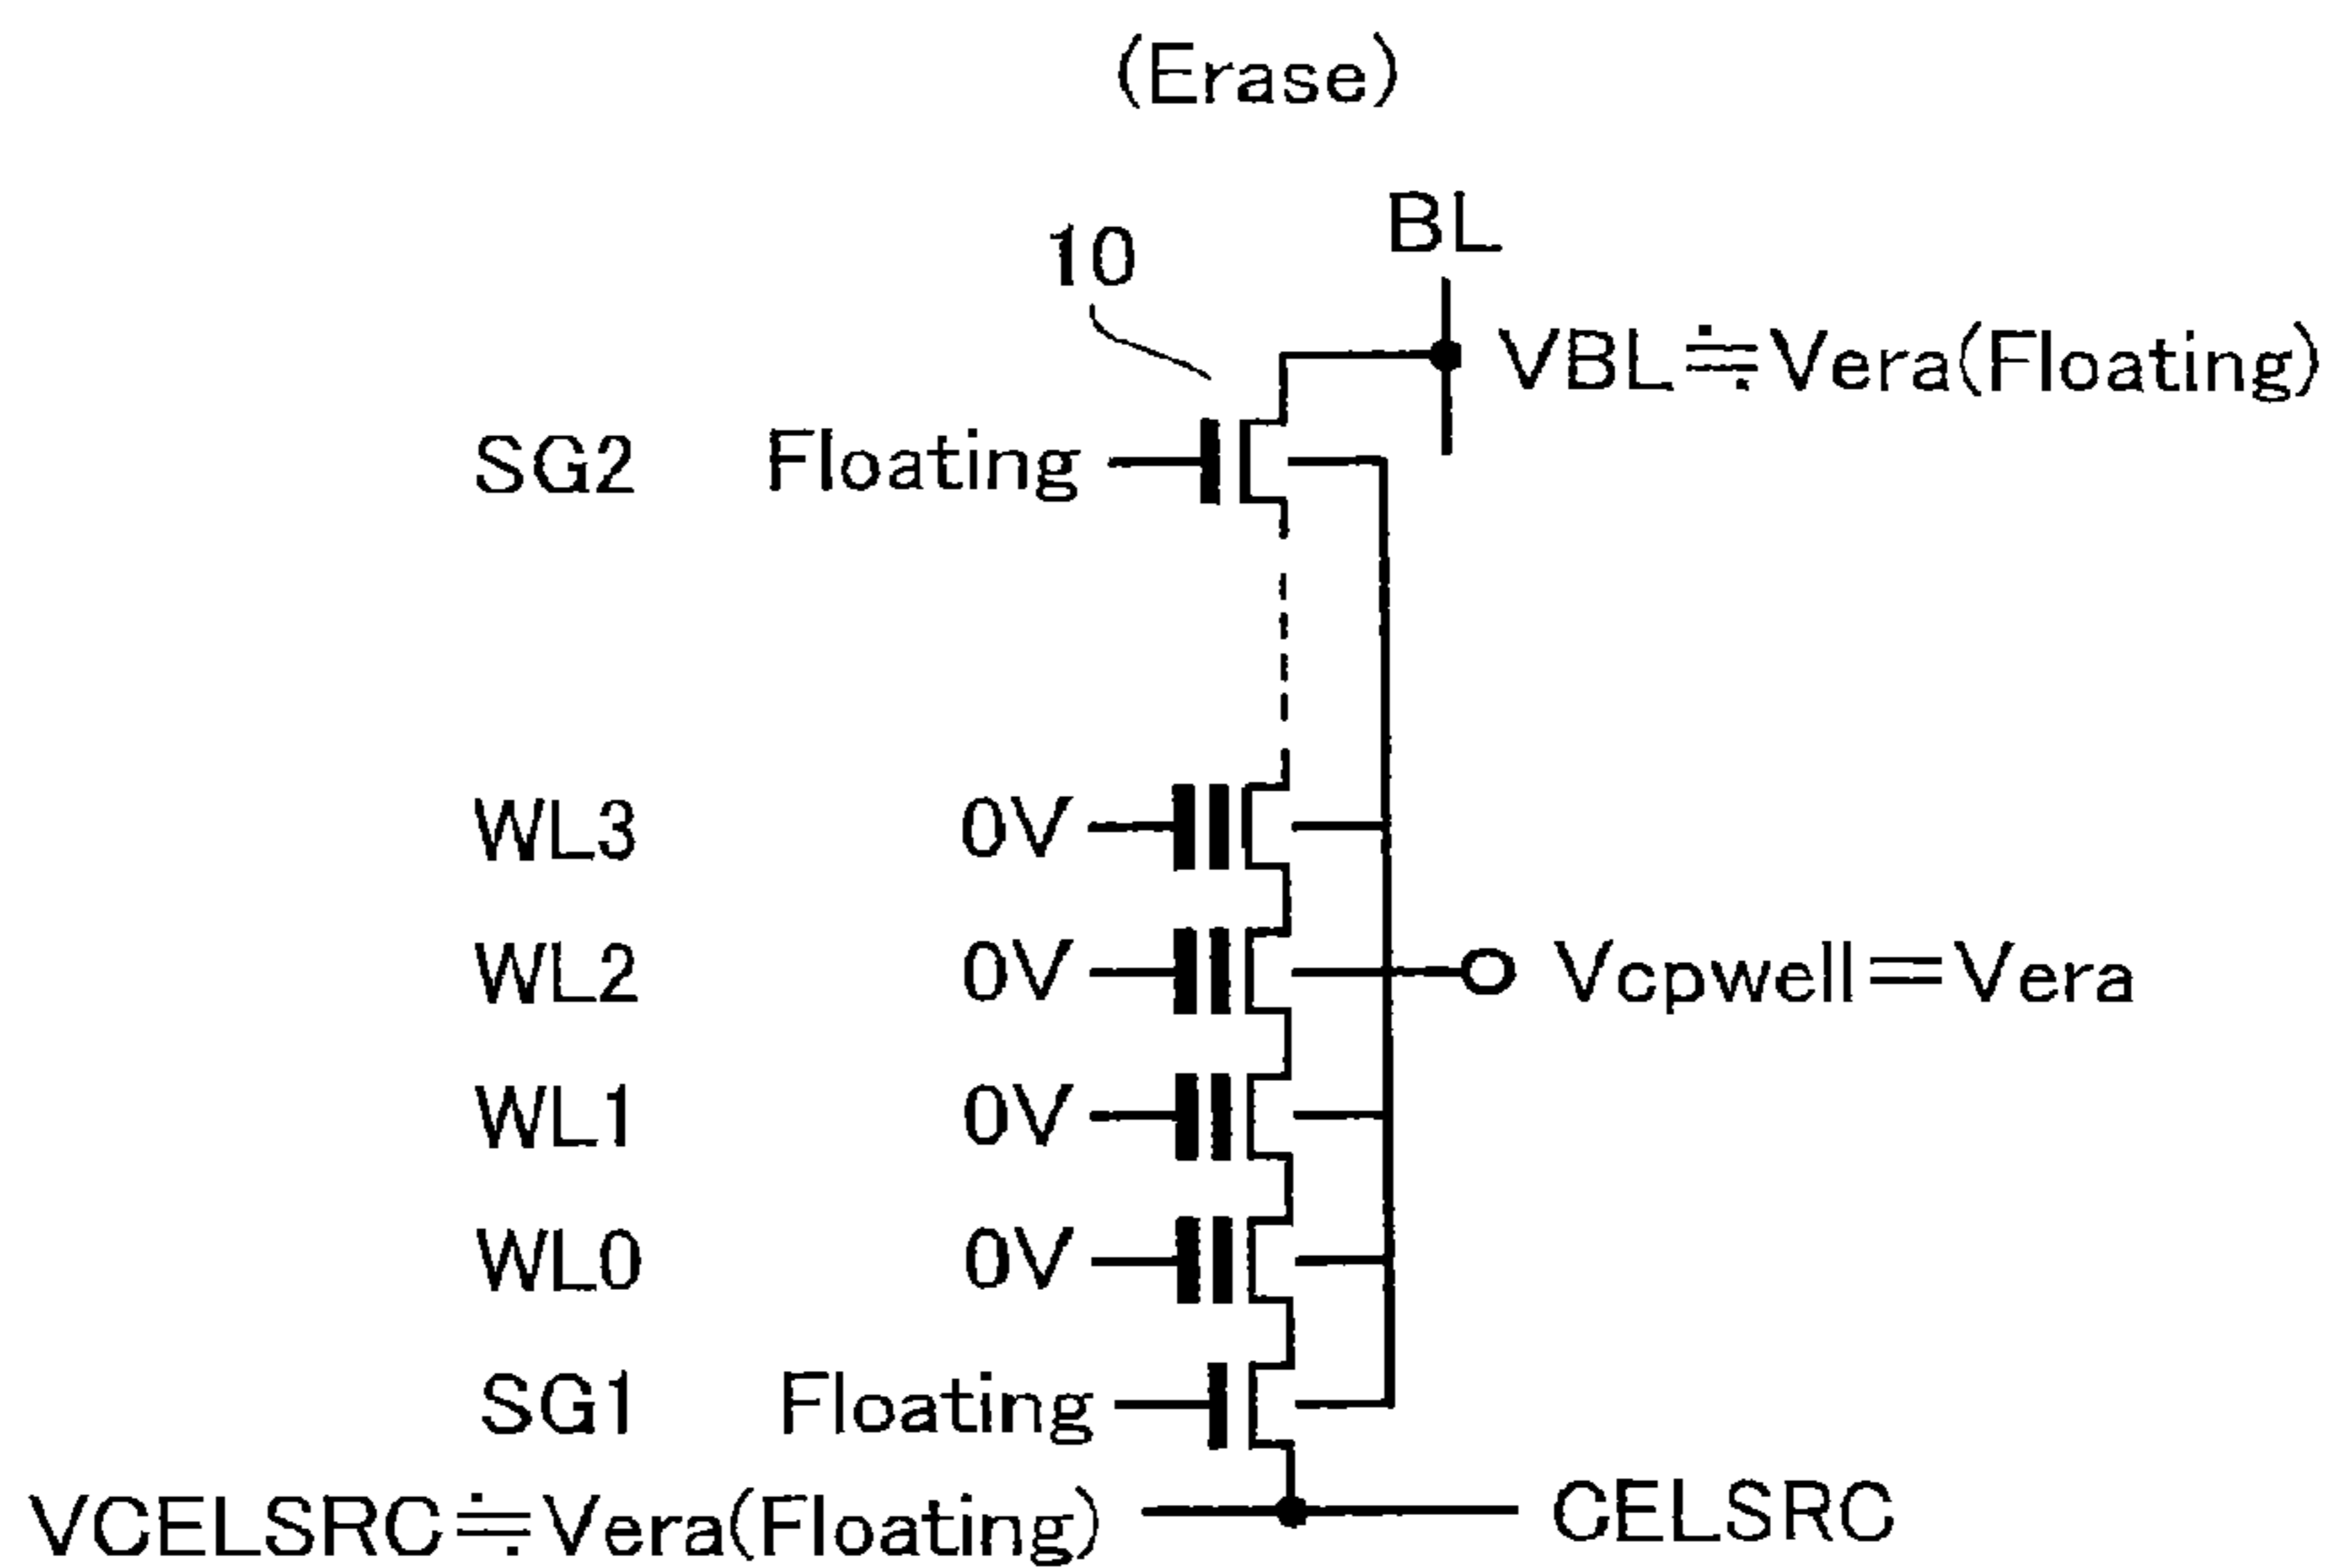 (Erase)
BL
10
VBL≒Vera(Floating)
SG2 Floating
WL3 0V
WL2 0V Vcpwell=Vera
WL1 0V
WL0 0V
SG1 Floating
VCELSRC≒Vera(Floating) CELSRC